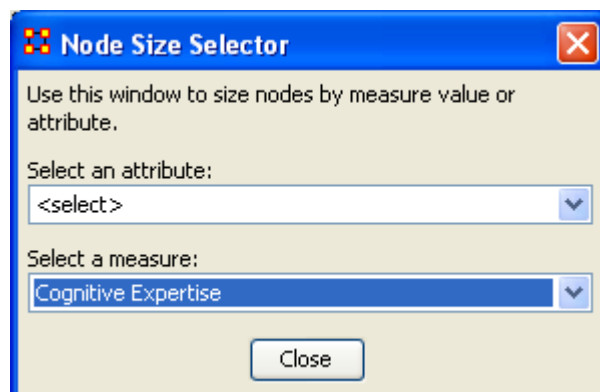 Node Size Selector
Use this window to size nodes by measure value or
attribute.
Select an attribute:
<select>
Select a measure:
Cognitive Expertise
Close